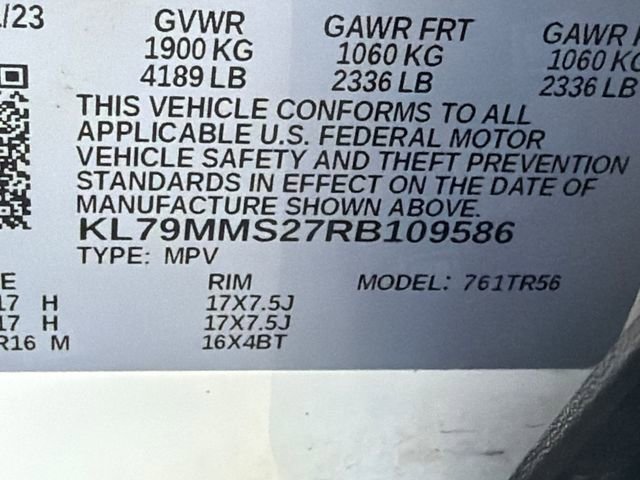 /23
GVWR GAWR FRT GAWR
1900 KG 1060 KG 1060 KG
4189 LB 2336 LB 2336 LB
THIS VEHICLE CONFORMS TO ALL
APPLICABLE U.S. FEDERAL MOTOR
VEHICLE SAFETY AND THEFT PREVENTION
STANDARDS IN EFFECT ON THE DATE OF
MANUFACTURE SHOWN ABOVE.
KL79MMS27RB109586
TYPE: MPV
E RIM MODEL: 761TR56
17 H 17X7.5J
17 H 17X7.5J
R16 M 16X4BT